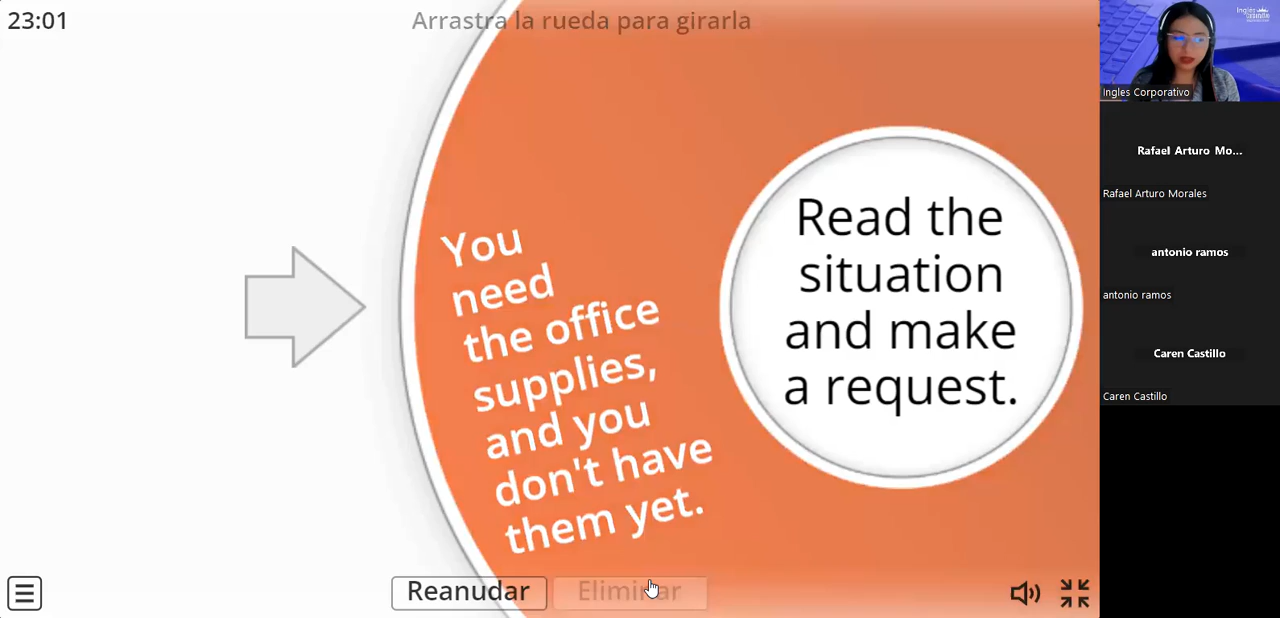 23:01
Arrastra la rueda para girarla
You
need
the office
supplies,
and you
don't have
them yet.
Read the
situation
and make
a request.
Reanudar
Eliminar
Ingles Corporativo
Rafael Arturo Mo...
Rafael Arturo Morales
antonio ramos
antonio ramos
Caren Castillo
Caren Castillo